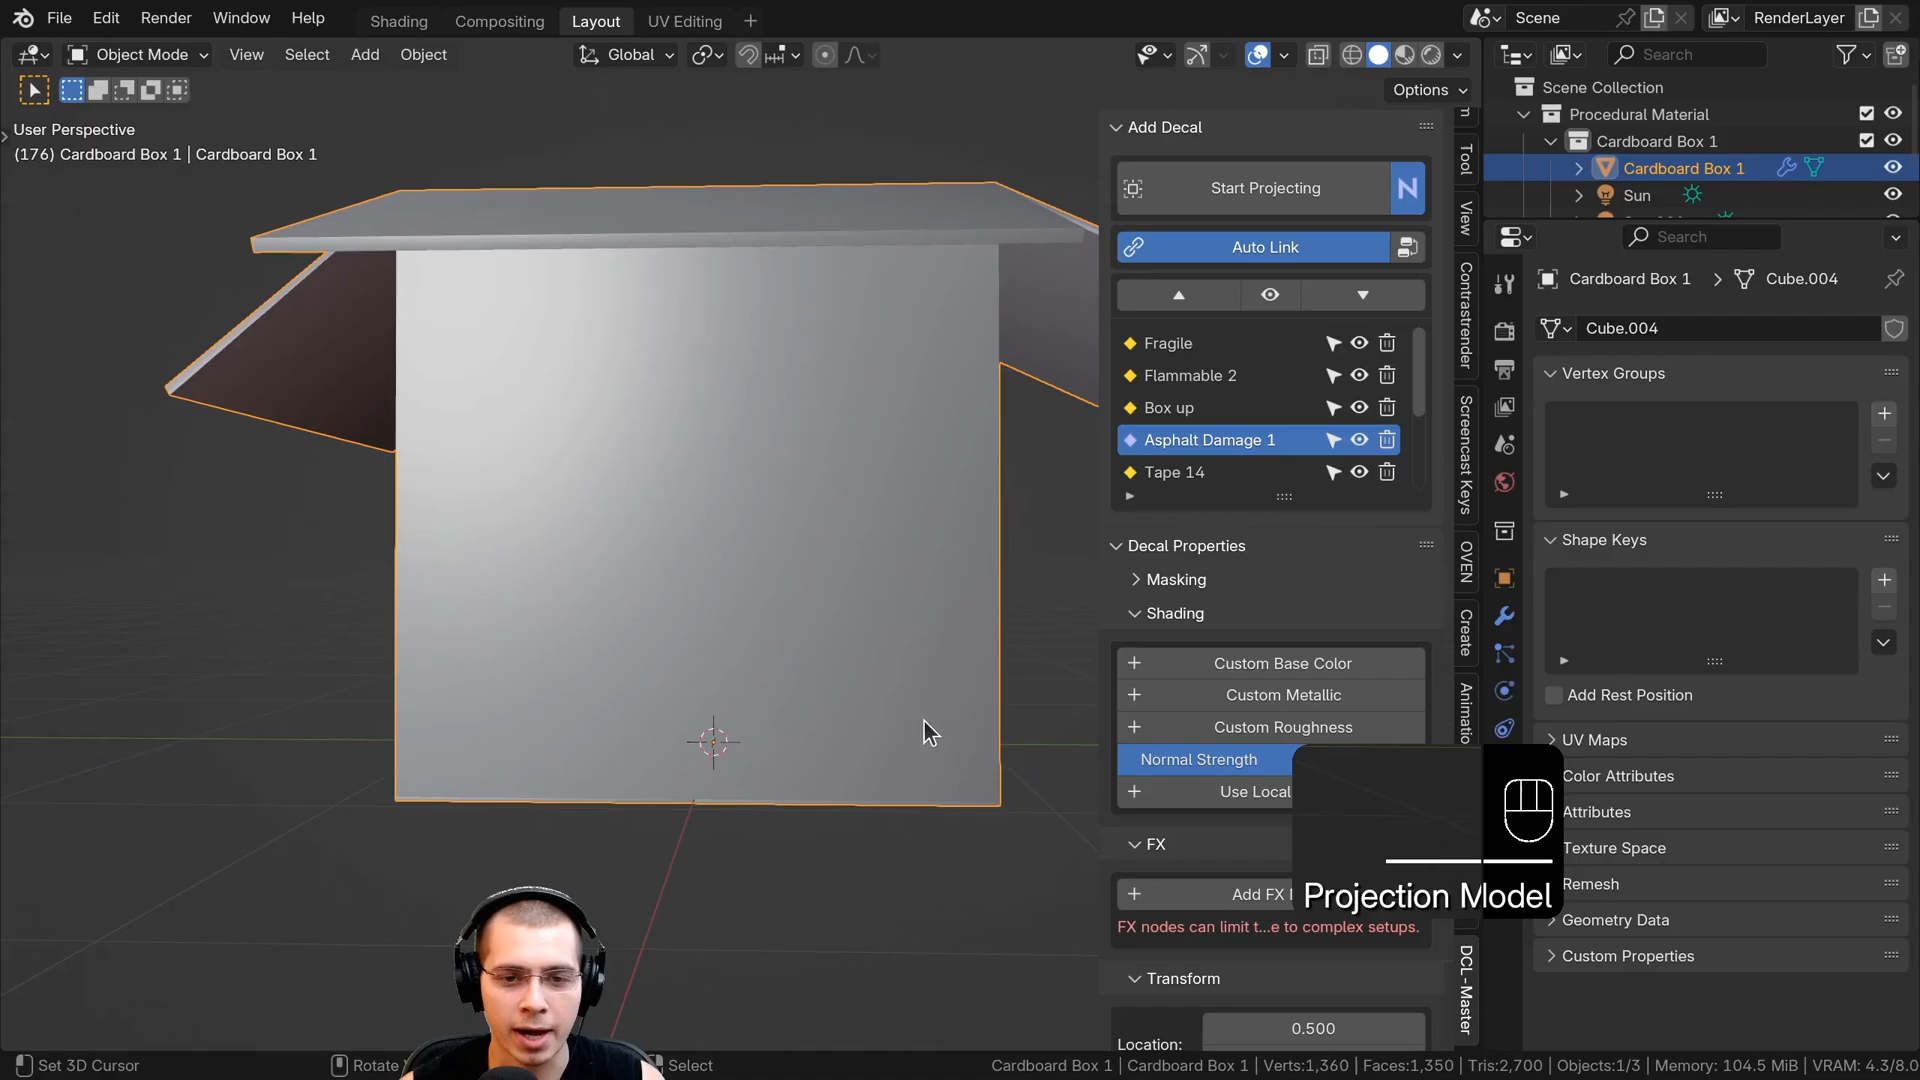 File Edit Render Window Help Shading Compositing Layout UV Editing Scene RenderLayer
Object Mode View Select Add Object Global Search
Options
User Perspective
(176) Cardboard Box 1 | Cardboard Box 1
Add Decal
Start Projecting
Auto Link
Fragile
Flammable 2
Box up
Asphalt Damage 1
Tape 14
Decal Properties
Masking
Shading
Custom Base Color
Custom Metallic
Custom Roughness
Normal Strength
Use Local
FX
Add FX
FX nodes can limit t...e to complex setups.
Transform
Location:
0.500
Tool
View
Contrastrender
Screencast Keys
OVEN
Create
Animatio
DCL-Master
Scene Collection
Procedural Material
Cardboard Box 1
Cardboard Box 1
Sun
Search
Cardboard Box 1 Cube.004
Cube.004
Vertex Groups
Shape Keys
Add Rest Position
UV Maps
Color Attributes
Attributes
Texture Space
Remesh
Geometry Data
Custom Properties
Projection Model
Set 3D Cursor Rotate Select Cardboard Box 1 | Cardboard Box 1 | Verts:1,360 | Faces:1,350 | Tris:2,700 | Objects:1/3 | Memory: 104.5 MiB | VRAM: 4.3/8.0